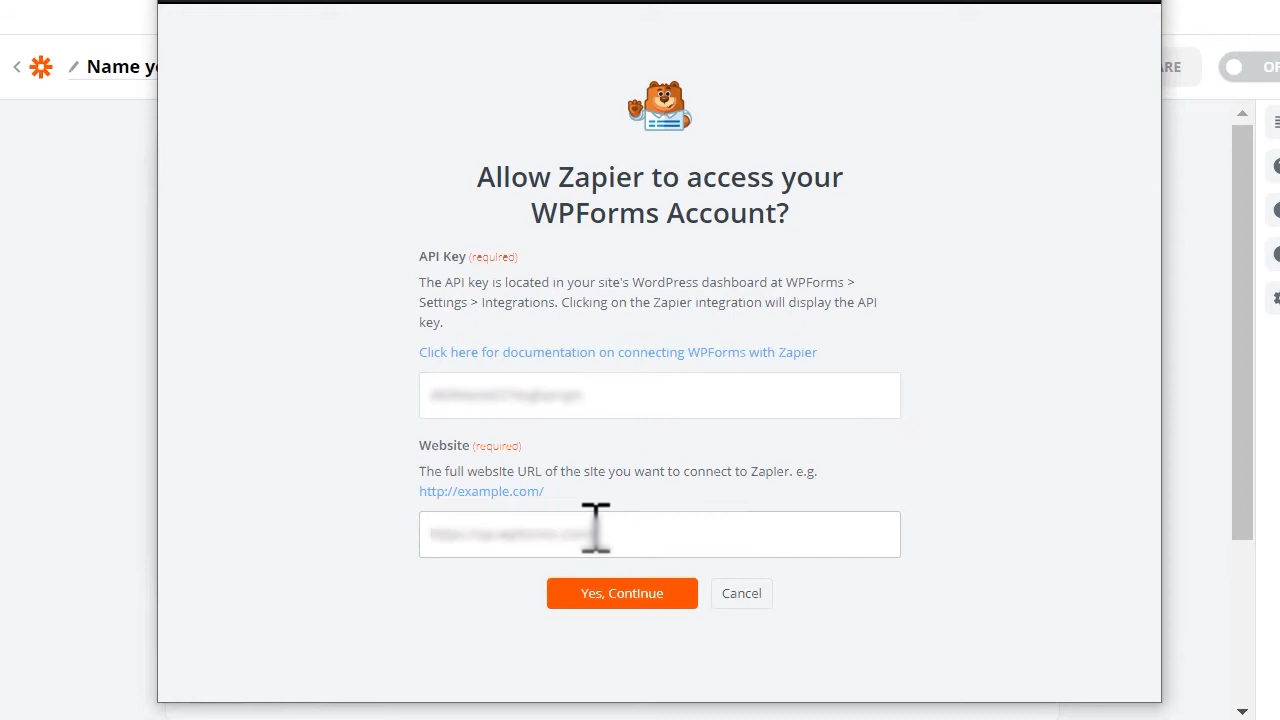 Name yo
ARE
OF
Allow Zapier to access your
WPForms Account?
API Key (required)
The API key is located in your site's WordPress dashboard at WPForms >
Settings > Integrations. Clicking on the Zapier integration will display the API
key.
Click here for documentation on connecting WPForms with Zapier
Website (required)
The full website URL of the site you want to connect to Zapier. e.g.
http://example.com/
Yes, Continue
Cancel